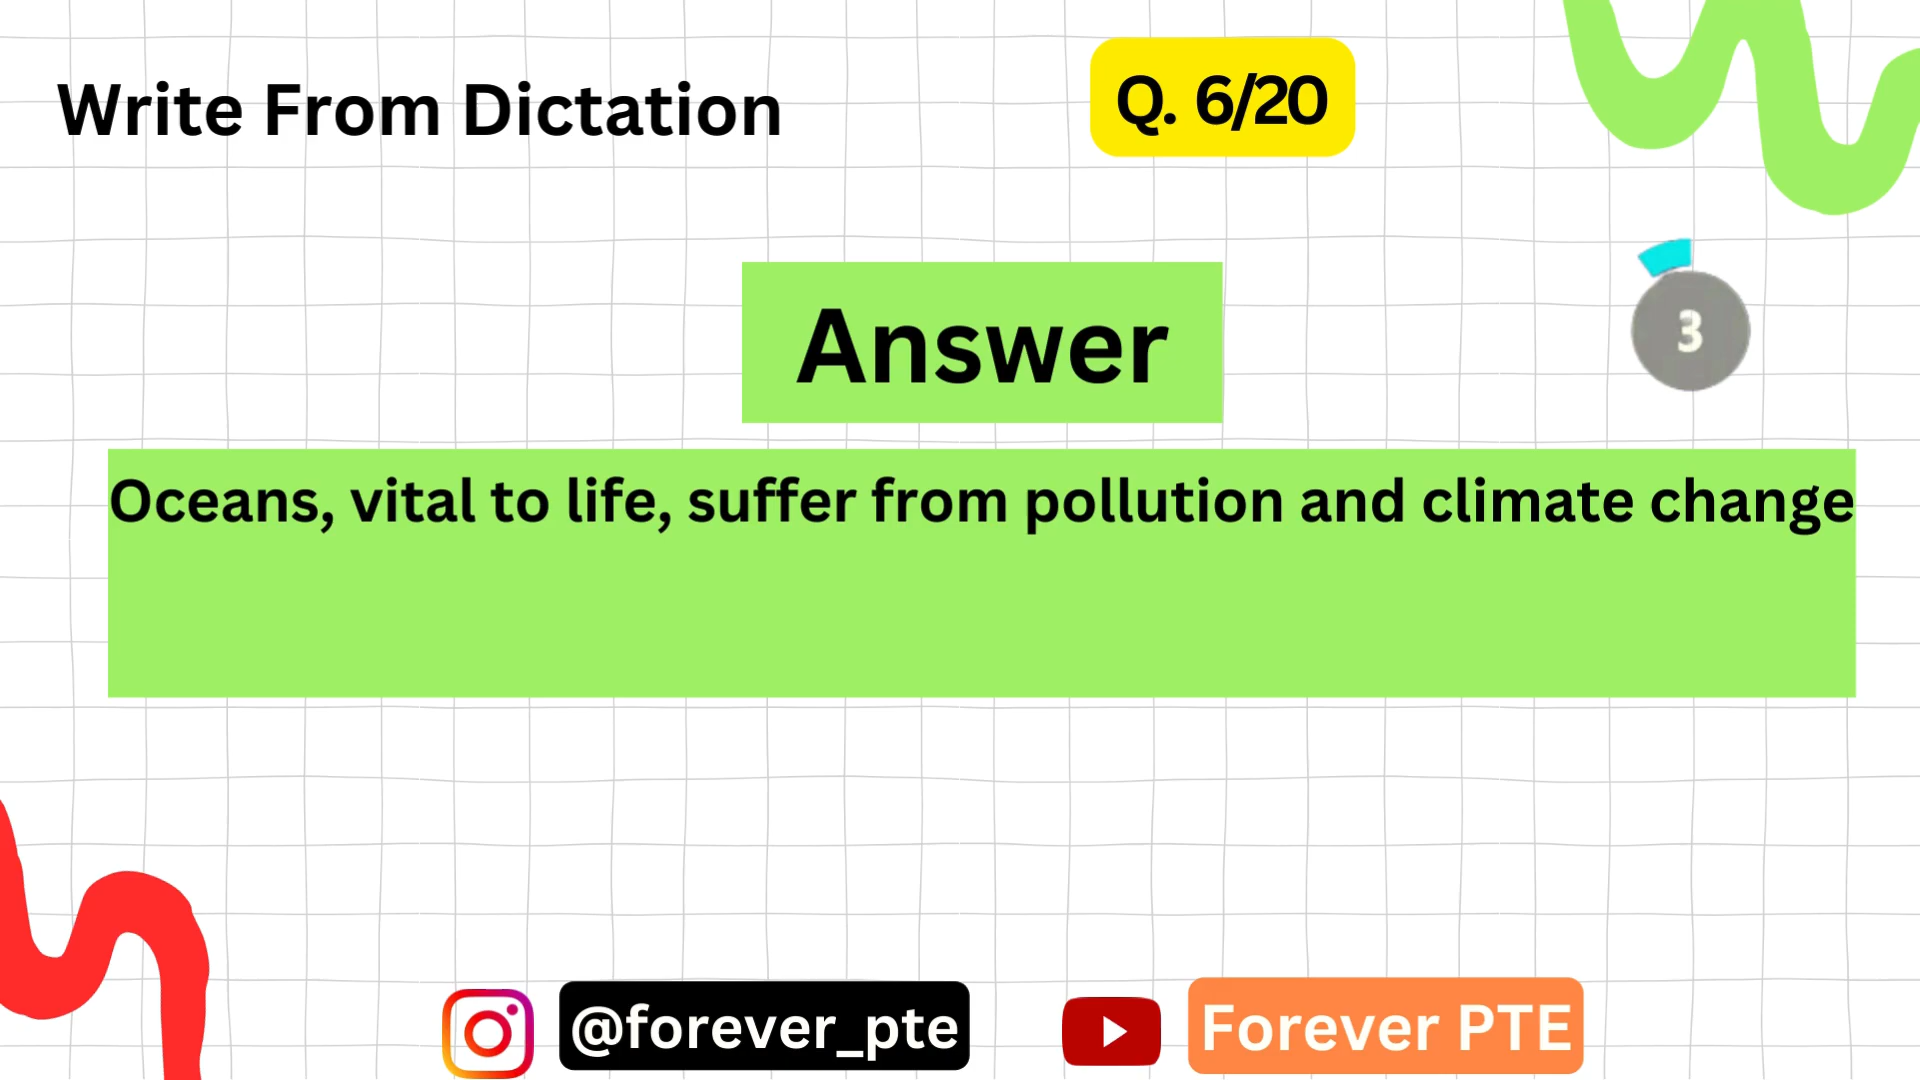 Write From Dictation
Q. 6/20
Answer
3
Oceans, vital to life, suffer from pollution and climate change
@forever_pte
Forever PTE